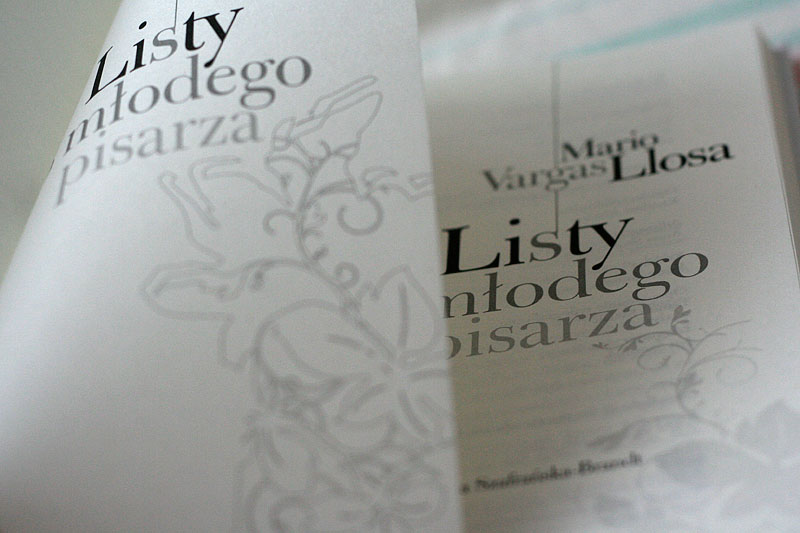 Listy
młodego
pisarza
Mario
Vargas Llosa
Listy
młodego
pisarza